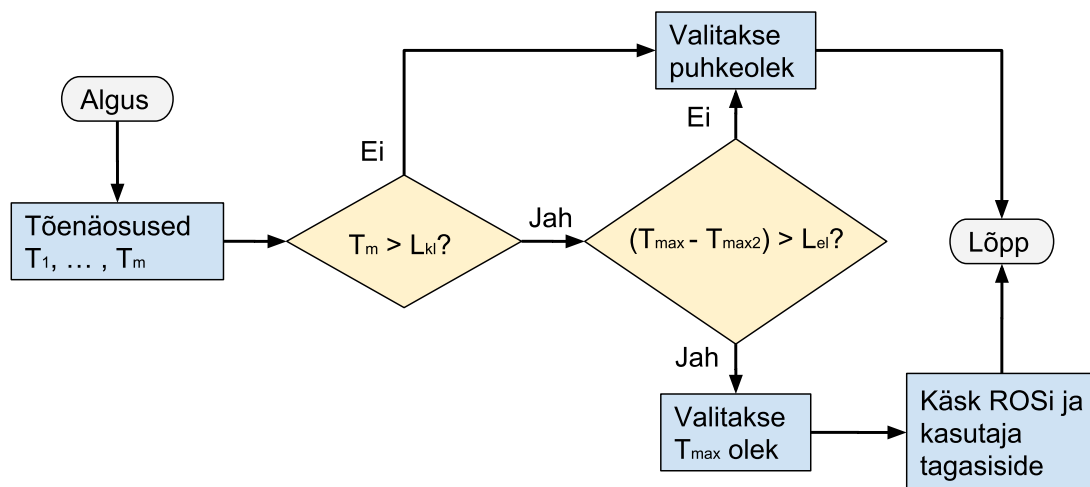 Algus
Tõenäosused
T₁, … , Tₘ
Tₘ > Lₖₗ?
Ei
Jah
Valitakse
puhkeolek
Ei
(Tₘₐₓ - Tₘₐₓ₂) > Lₑₗ?
Jah
Valitakse
Tₘₐₓ olek
Käsk ROSi ja
kasutaja
tagasiside
Lõpp